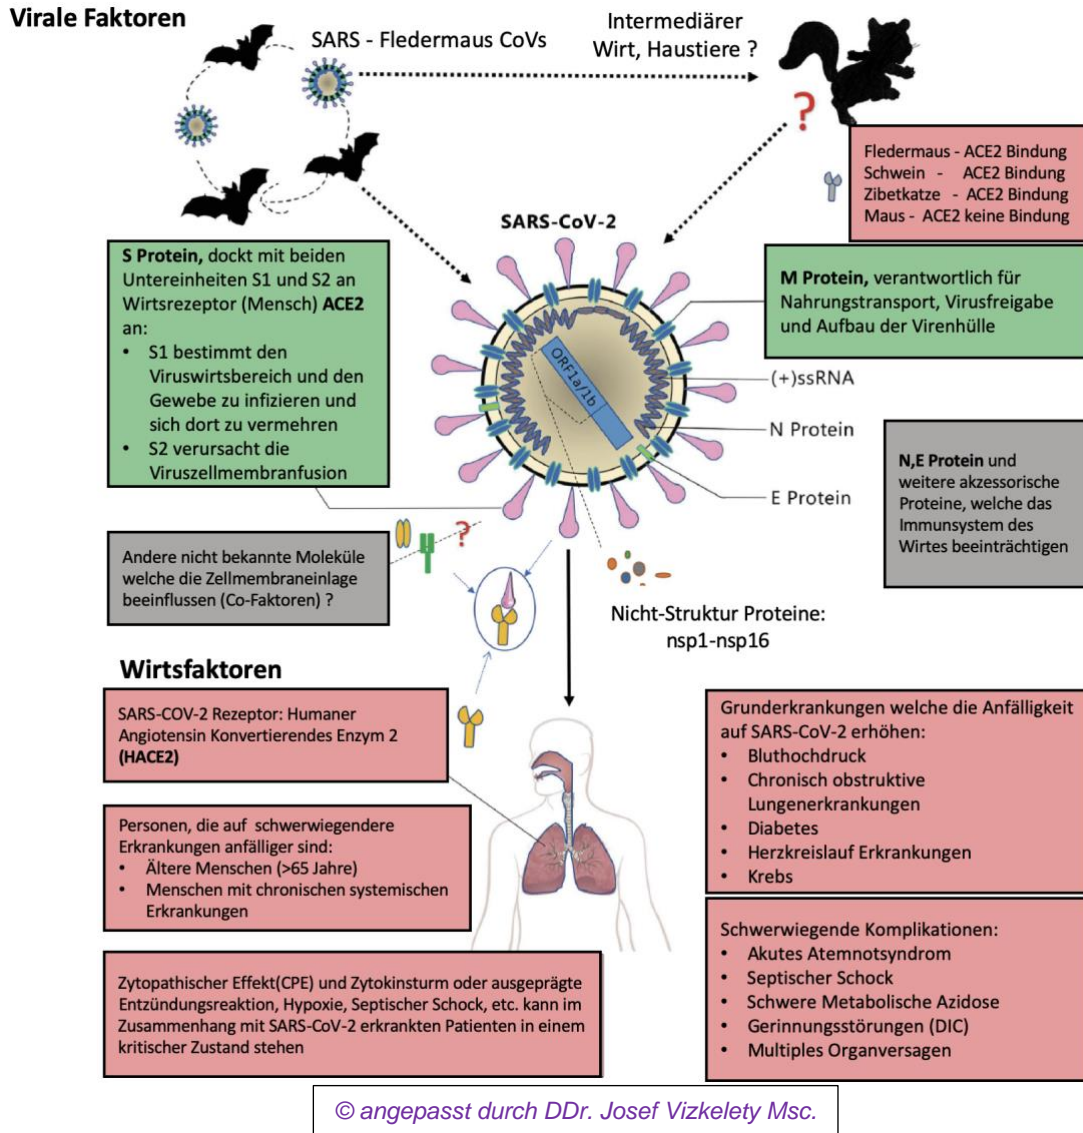 Virale Faktoren
SARS - Fledermaus CoVs
Intermediärer
Wirt, Haustiere ?
?
Fledermaus - ACE2 Bindung
Schwein - ACE2 Bindung
Zibetkatze - ACE2 Bindung
Maus - ACE2 keine Bindung
SARS-CoV-2
S Protein, dockt mit beiden
Untereinheiten S1 und S2 an
Wirtsrezeptor (Mensch) ACE2
an:
• S1 bestimmt den
Viruswirtsbereich und den
Gewebe zu infizieren und
sich dort zu vermehren
• S2 verursacht die
Viruszellmembranfusion
M Protein, verantwortlich für
Nahrungstransport, Virusfreigabe
und Aufbau der Virenhülle
ORF1a/1b
(+)ssRNA
N Protein
E Protein
N,E Protein und
weitere akzessorische
Proteine, welche das
Immunsystem des
Wirtes beeinträchtigen
Andere nicht bekannte Moleküle
welche die Zellmembraneinlage
beeinflussen (Co-Faktoren) ?
?
Nicht-Struktur Proteine:
nsp1-nsp16
Wirtsfaktoren
SARS-COV-2 Rezeptor: Humaner
Angiotensin Konvertierendes Enzym 2
(HACE2)
Personen, die auf schwerwiegendere
Erkrankungen anfälliger sind:
• Ältere Menschen (>65 Jahre)
• Menschen mit chronischen systemischen
Erkrankungen
Zytopathischer Effekt(CPE) und Zytokinsturm oder ausgeprägte
Entzündungsreaktion, Hypoxie, Septischer Schock, etc. kann im
Zusammenhang mit SARS-CoV-2 erkrankten Patienten in einem
kritischer Zustand stehen
Grunderkrankungen welche die Anfälligkeit
auf SARS-CoV-2 erhöhen:
• Bluthochdruck
• Chronisch obstruktive
Lungenerkrankungen
• Diabetes
• Herzkreislauf Erkrankungen
• Krebs
Schwerwiegende Komplikationen:
• Akutes Atemnotsyndrom
• Septischer Schock
• Schwere Metabolische Azidose
• Gerinnungsstörungen (DIC)
• Multiples Organversagen
© angepasst durch DDr. Josef Vizkelety Msc.